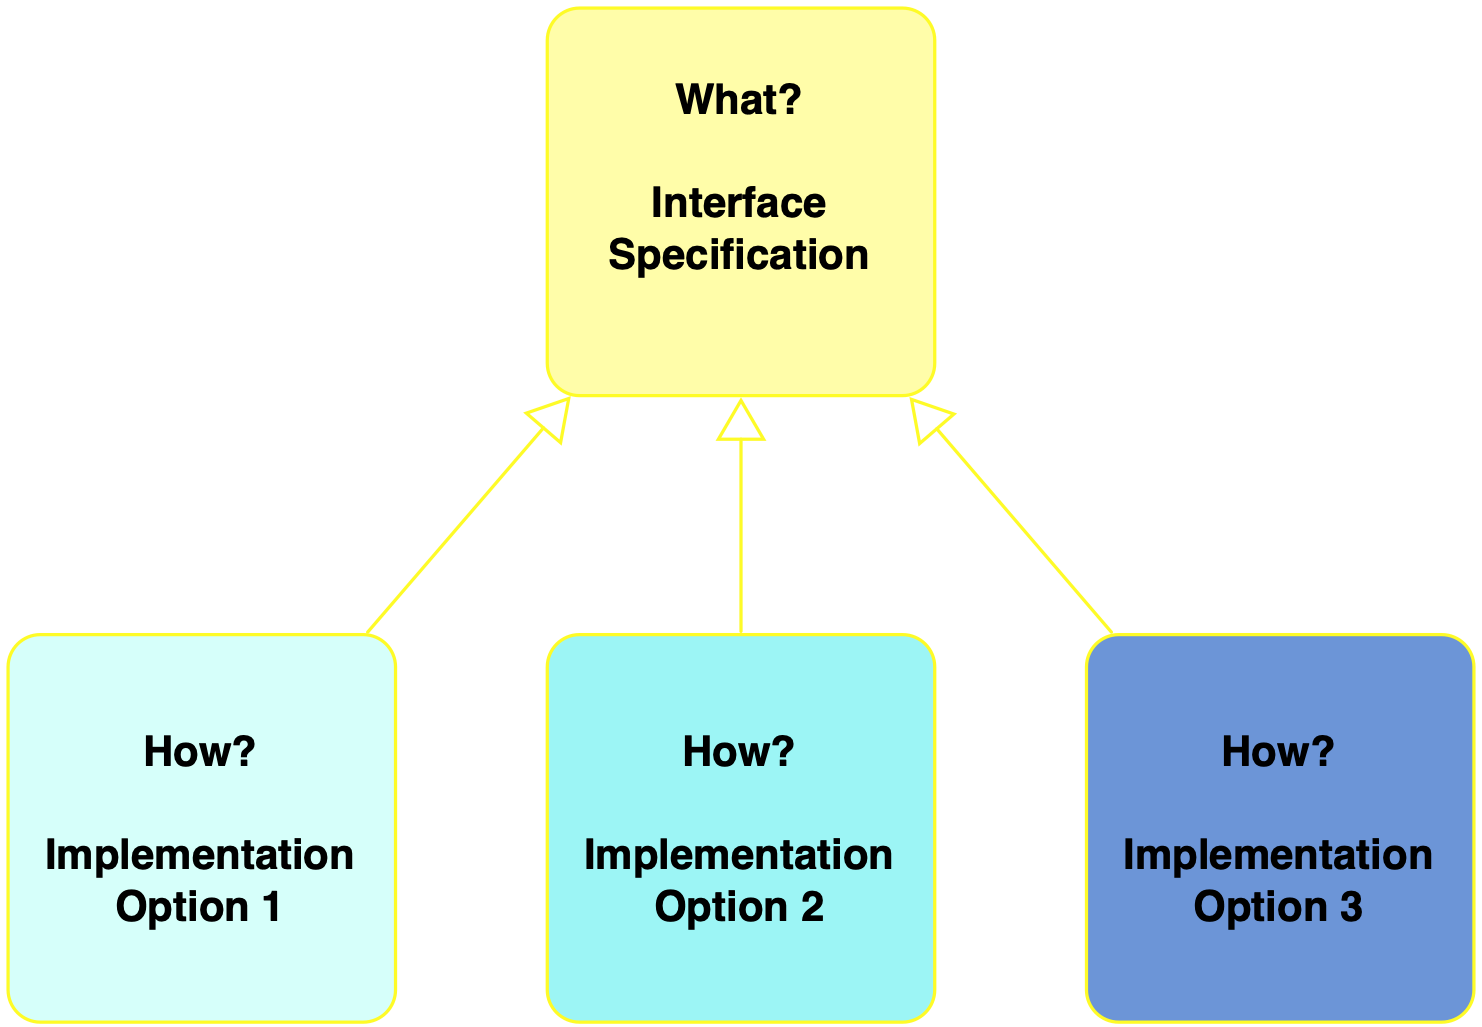 What?
Interface
Specification
How?
Implementation
Option 1
How?
Implementation
Option 2
How?
Implementation
Option 3